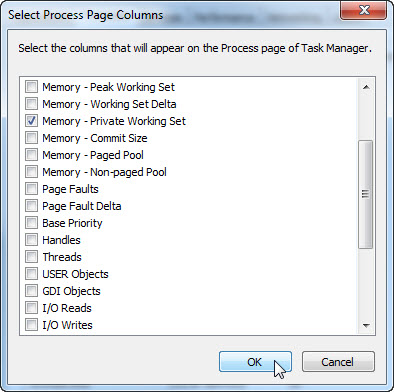 Select Process Page Columns
Select the columns that will appear on the Process page of Task Manager.
Memory - Peak Working Set
Memory - Working Set Delta
Memory - Private Working Set
Memory - Commit Size
Memory - Paged Pool
Memory - Non-paged Pool
Page Faults
Page Fault Delta
Base Priority
Handles
Threads
USER Objects
GDI Objects
I/O Reads
I/O Writes
OK
Cancel